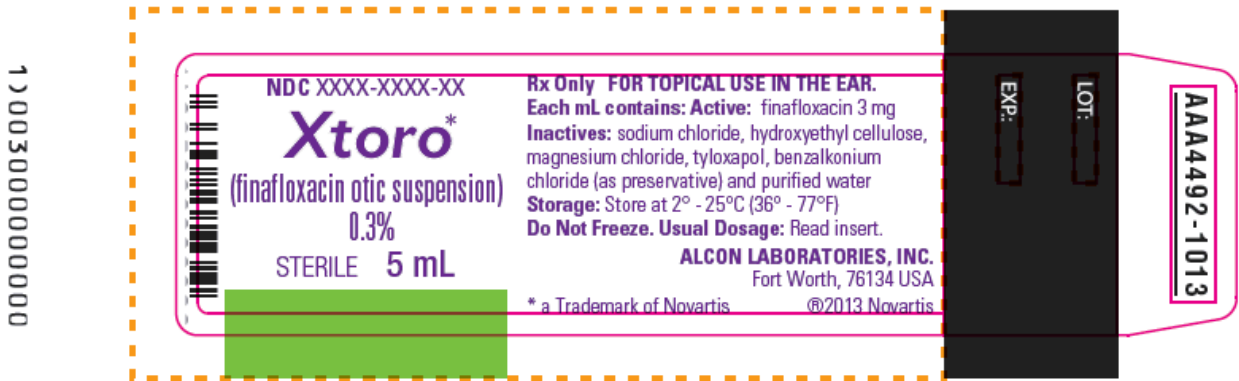 NDC XXXX-XXXX-XX
Xtoro*
(finafloxacin otic suspension)
0.3%
STERILE 5 mL
Rx Only FOR TOPICAL USE IN THE EAR.
Each mL contains: Active: finafloxacin 3 mg
Inactives: sodium chloride, hydroxyethyl cellulose,
magnesium chloride, tyloxapol, benzalkonium
chloride (as preservative) and purified water
Storage: Store at 2° - 25°C (36° - 77°F)
Do Not Freeze. Usual Dosage: Read insert.
ALCON LABORATORIES, INC.
Fort Worth, 76134 USA
* a Trademark of Novartis ®2013 Novartis
LOT:
EXP.:
AAA4492-1013